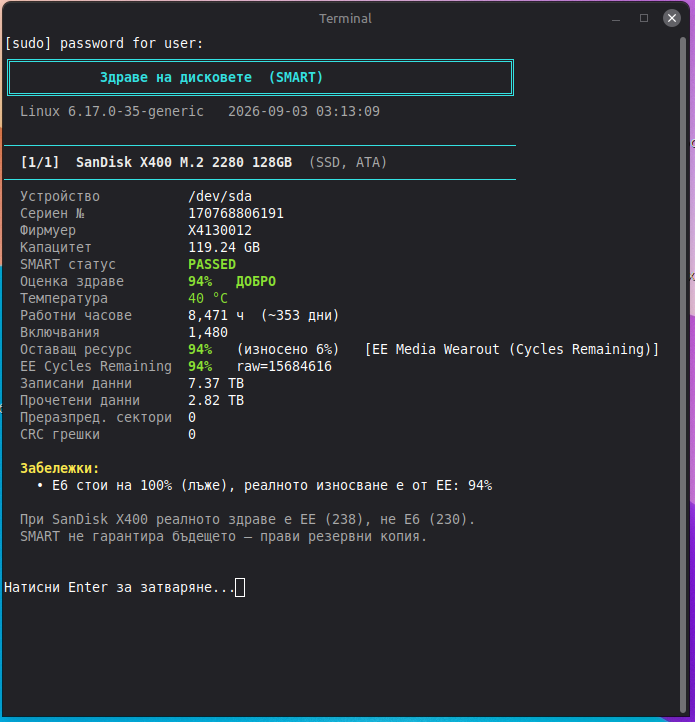 Terminal
[sudo] password for user:
Здраве на дисковете (SMART)
Linux 6.17.0-35-generic 2026-09-03 03:13:09
[1/1] SanDisk X400 M.2 2280 128GB (SSD, ATA)
Устройство /dev/sda
Сериен № 170768806191
Фирмуер X4130012
Капацитет 119.24 GB
SMART статус PASSED
Оценка здраве 94% ДОБРО
Температура 40 °C
Работни часове 8,471 ч (~353 дни)
Включвания 1,480
Оставащ ресурс 94% (износено 6%) [EE Media Wearout (Cycles Remaining)]
EE Cycles Remaining 94% raw=15684616
Записани данни 7.37 TB
Прочетени данни 2.82 TB
Преразпред. сектори 0
CRC грешки 0
Забележки:
• E6 стои на 100% (лъже), реалното износване е от EE: 94%
При SanDisk X400 реалното здраве е EE (238), не E6 (230).
SMART не гарантира бъдещето — прави резервни копия.
Натисни Enter за затваряне...